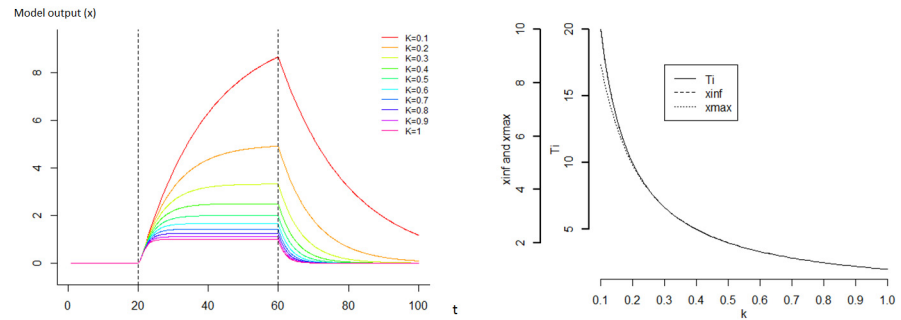 Model output (x)
K=0.1
K=0.2
K=0.3
K=0.4
K=0.5
K=0.6
K=0.7
K=0.8
K=0.9
K=1
8
6
4
2
0
0 20 40 60 80 100
t
xinf and xmax
10
8
6
4
2
Ti
20
15
10
5
Ti
xinf
xmax
0.1 0.2 0.3 0.4 0.5 0.6 0.7 0.8 0.9 1.0
k